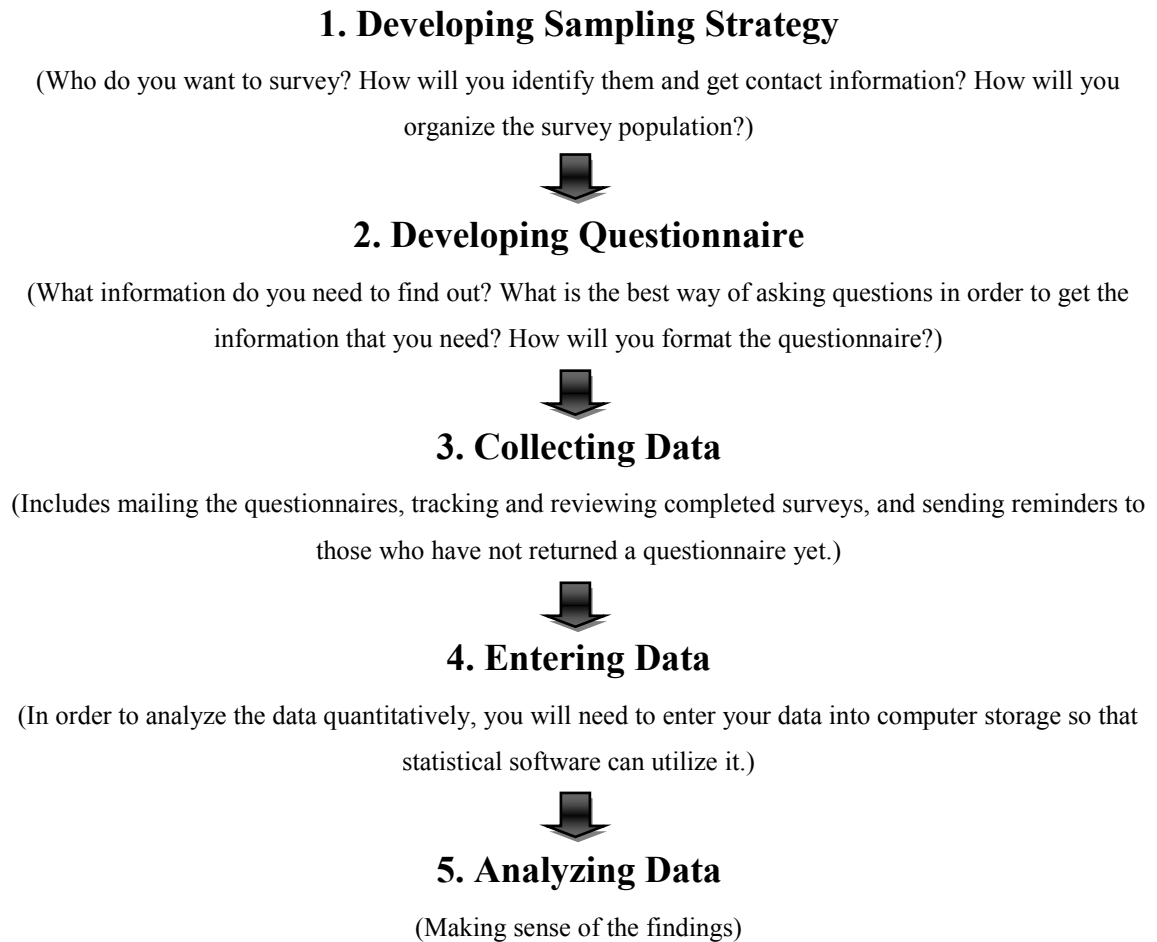 1. Developing Sampling Strategy
(Who do you want to survey? How will you identify them and get contact information? How will you
organize the survey population?)
2. Developing Questionnaire
(What information do you need to find out? What is the best way of asking questions in order to get the
information that you need? How will you format the questionnaire?)
3. Collecting Data
(Includes mailing the questionnaires, tracking and reviewing completed surveys, and sending reminders to
those who have not returned a questionnaire yet.)
4. Entering Data
(In order to analyze the data quantitatively, you will need to enter your data into computer storage so that
statistical software can utilize it.)
5. Analyzing Data
(Making sense of the findings)